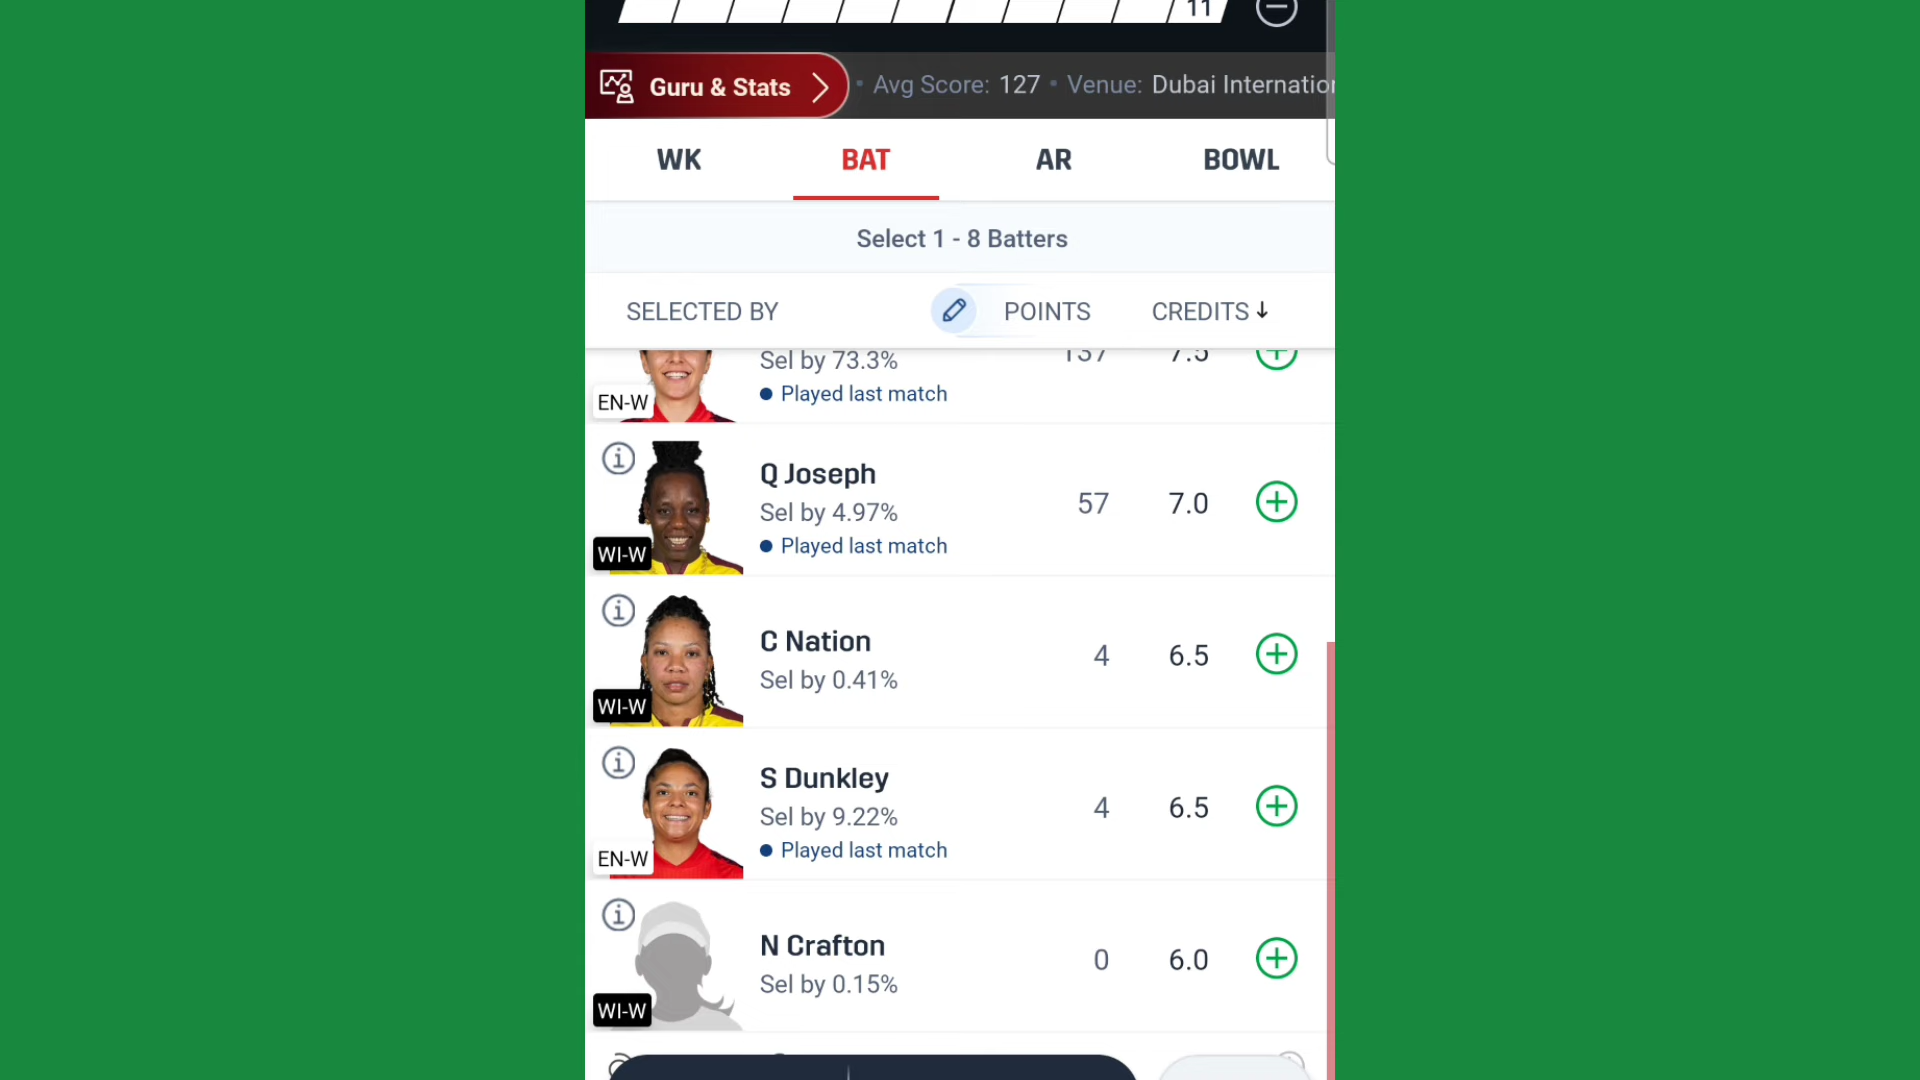 11
Guru & Stats
• Avg Score: 127 • Venue: Dubai Internatio
WK BAT AR BOWL
Select 1 - 8 Batters
SELECTED BY POINTS CREDITS ↓
Sel by 73.3% 137 7.5
• Played last match
EN-W
Q Joseph
Sel by 4.97% 57 7.0
• Played last match
WI-W
C Nation
4 6.5
Sel by 0.41%
WI-W
S Dunkley
Sel by 9.22% 4 6.5
• Played last match
EN-W
N Crafton
0 6.0
Sel by 0.15%
WI-W